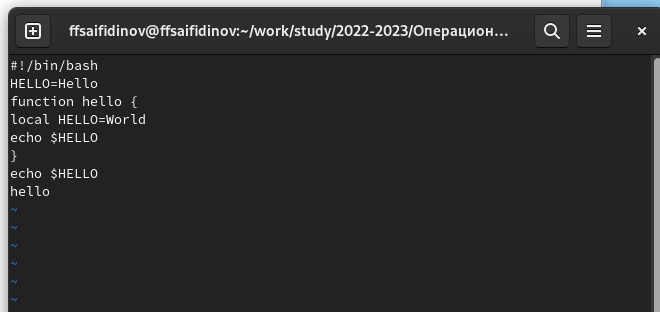 ffsaifidinov@ffsaifidinov:~/work/study/2022-2023/Операцион...
#!/bin/bash
HELLO=Hello
function hello {
local HELLO=World
echo $HELLO
}
echo $HELLO
hello
~
~
~
~
~
~